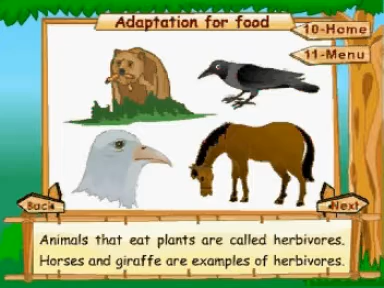 Adaptation for food
10-Home
11-Menu
Back
Next
Animals that eat plants are called herbivores.
Horses and giraffe are examples of herbivores.